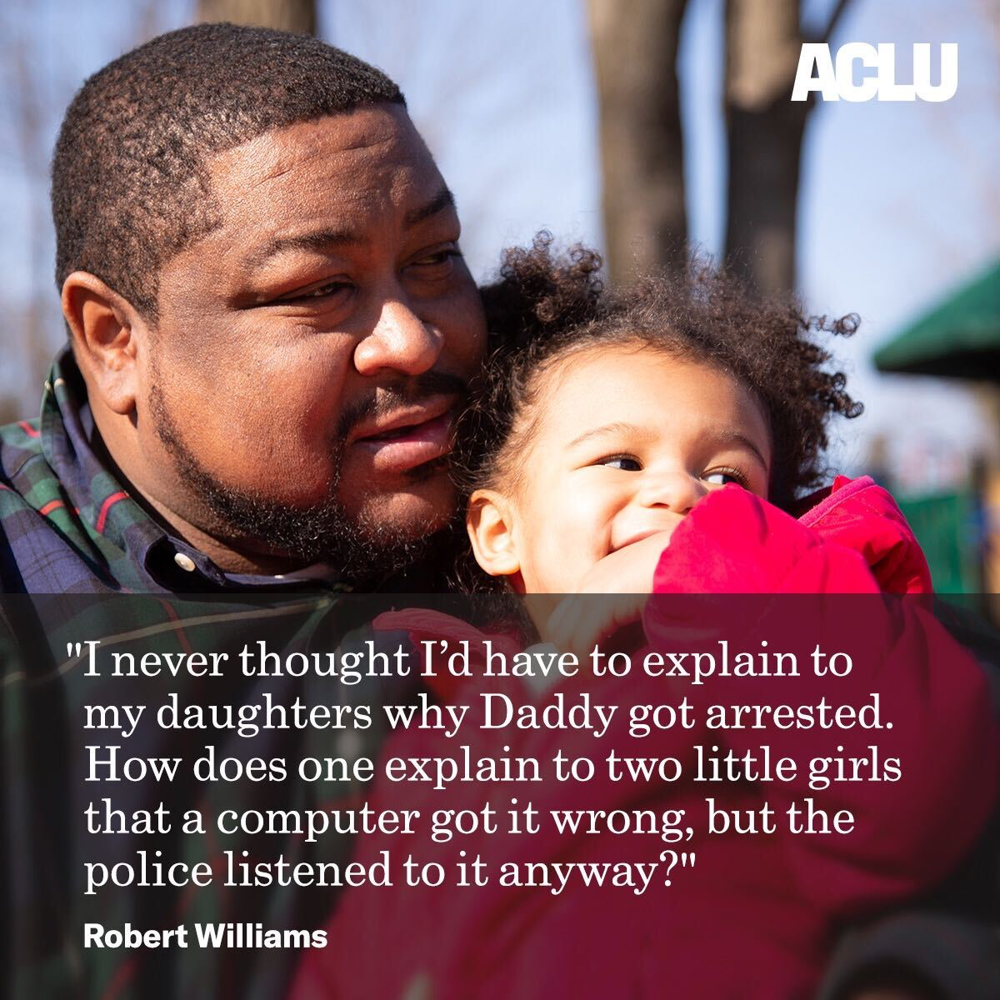 ACLU
"I never thought I’d have to explain to
my daughters why Daddy got arrested.
How does one explain to two little girls
that a computer got it wrong, but the
police listened to it anyway?"
Robert Williams